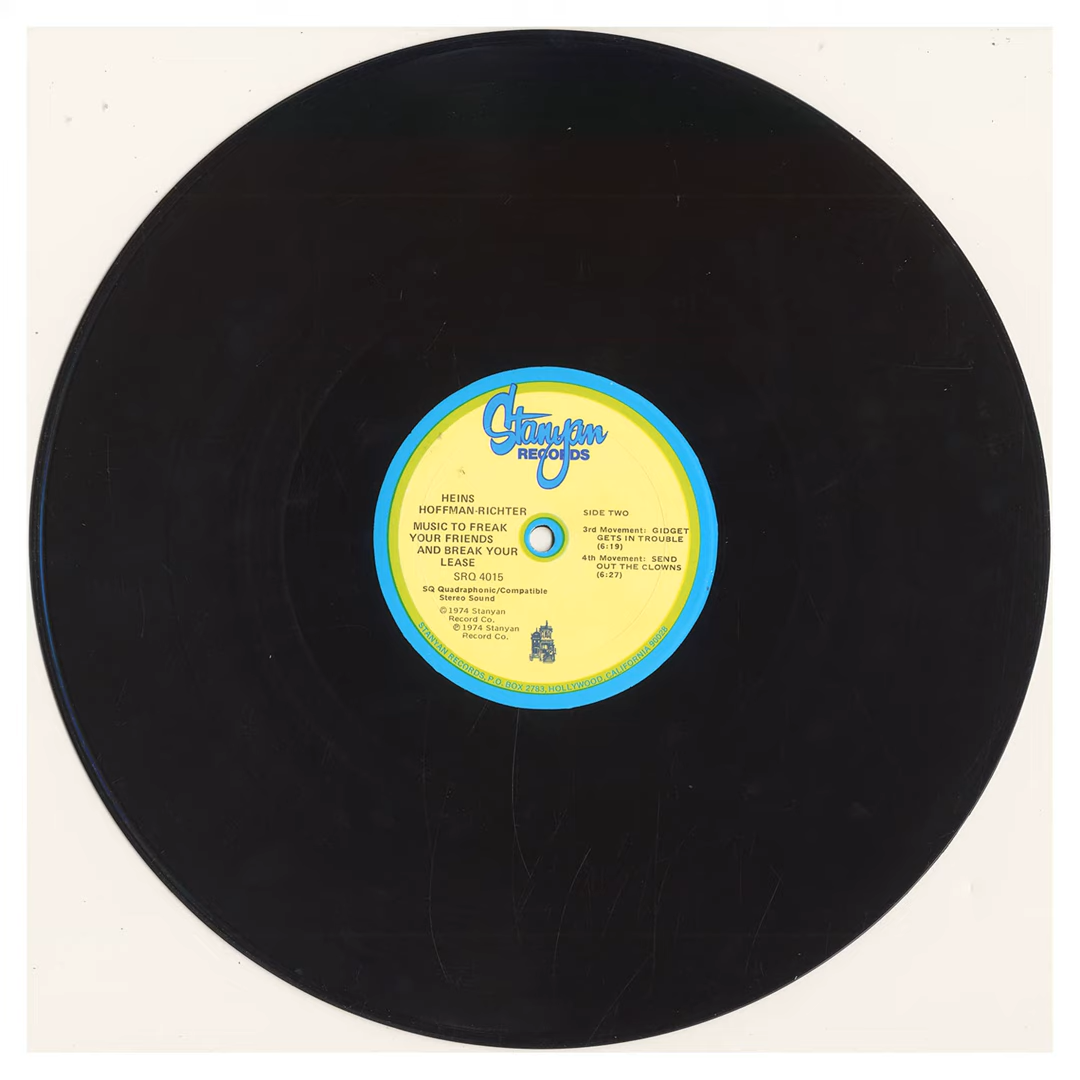 Stanyan
RECORDS
HEINS
HOFFMAN-RICHTER
MUSIC TO FREAK
YOUR FRIENDS
AND BREAK YOUR
LEASE
SRQ 4015
SQ Quadraphonic/Compatible
Stereo Sound
© 1974 Stanyan
Record Co.
℗ 1974 Stanyan
Record Co.
SIDE TWO
3rd Movement: GIDGET
GETS IN TROUBLE
(6:19)
4th Movement: SEND
OUT THE CLOWNS
(6:27)
STANYAN RECORDS, P.O. BOX 2783, HOLLYWOOD, CALIFORNIA 90028